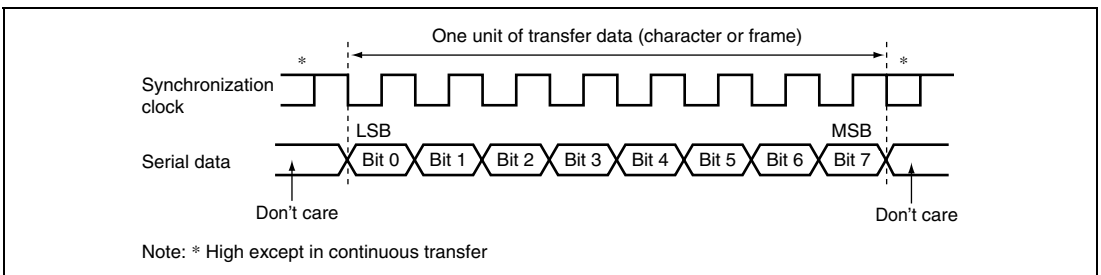 One unit of transfer data (character or frame)
* *
Synchronization
clock
LSB MSB
Serial data Bit 0 Bit 1 Bit 2 Bit 3 Bit 4 Bit 5 Bit 6 Bit 7
Don't care Don't care
Note: * High except in continuous transfer